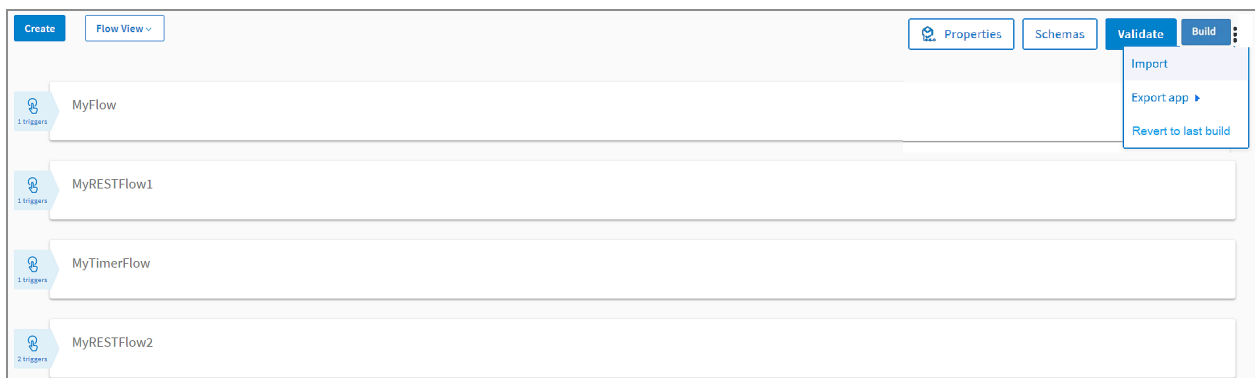 Create
Flow View
Properties
Schemas
Validate
Build
Import
Export app
Revert to last build
MyFlow
1 triggers
MyRESTFlow1
1 triggers
MyTimerFlow
1 triggers
MyRESTFlow2
2 triggers